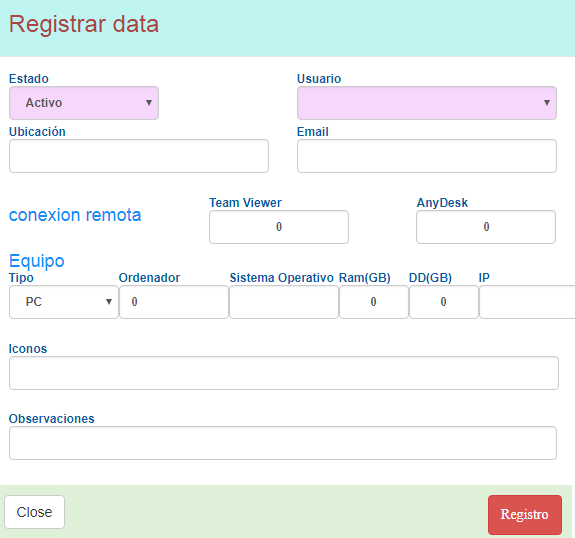 Registrar data
Estado Usuario
Activo
Ubicación Email
conexion remota Team Viewer AnyDesk
0 0
Equipo
Tipo Ordenador Sistema Operativo Ram(GB) DD(GB) IP
PC 0 0 0
Iconos
Observaciones
Close Registro